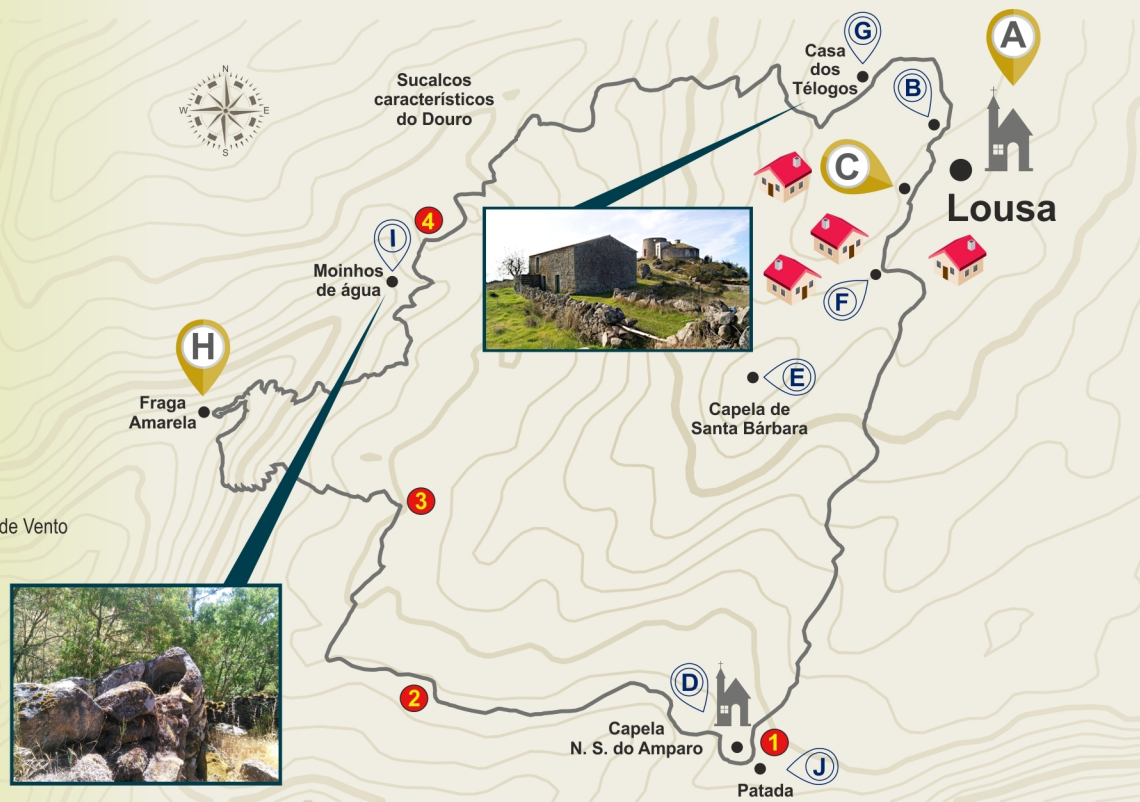 G
A
Casa
dos
Télogos
B
N
W
E
S
Sucalcos
característicos
do Douro
C
Lousa
4
I
Moinhos
de água
F
H
Fraga
Amarela
E
Capela de
Santa Bárbara
3
de Vento
D
2
Capela
N. S. do Amparo
1
J
Patada